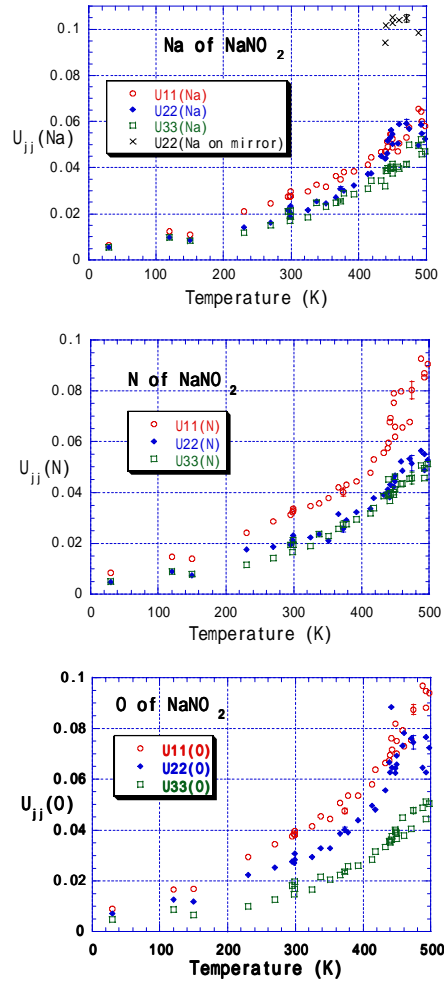 0.1
Na of NaNO2
0.08
U11(Na)
U22(Na)
U33(Na)
U22(Na on mirror)
0.06
Ujj(Na)
0.04
0.02
0
0 100 200 300 400 500
Temperature (K)
0.1
N of NaNO2
0.08
U11(N)
U22(N)
U33(N)
0.06
Ujj(N)
0.04
0.02
0
0 100 200 300 400 500
Temperature (K)
0.1
O of NaNO2
0.08
U11(O)
U22(O)
U33(O)
0.06
Ujj(O)
0.04
0.02
0
0 100 200 300 400 500
Temperature (K)